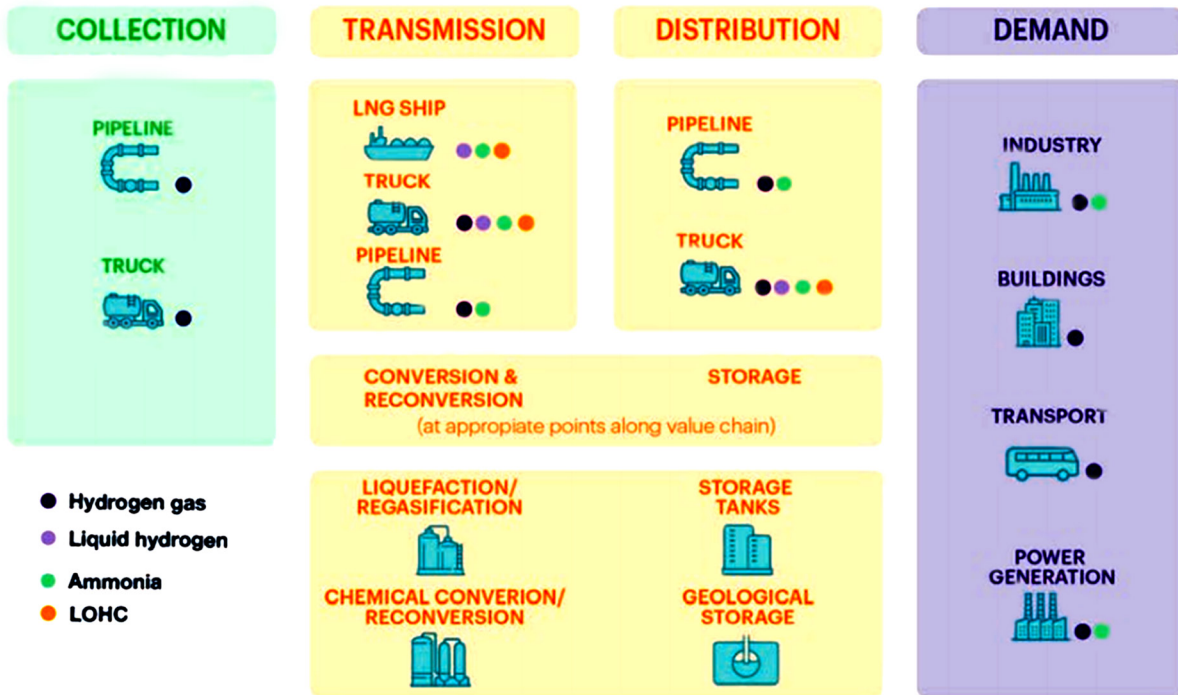 COLLECTION
PIPELINE
TRUCK
TRANSMISSION
LNG SHIP
TRUCK
PIPELINE
DISTRIBUTION
PIPELINE
TRUCK
CONVERSION &
RECONVERSION
STORAGE
(at appropiate points along value chain)
LIQUEFACTION/
REGASIFICATION
STORAGE
TANKS
CHEMICAL CONVERION/
RECONVERSION
GEOLOGICAL
STORAGE
DEMAND
INDUSTRY
BUILDINGS
TRANSPORT
POWER
GENERATION
Hydrogen gas
Liquid hydrogen
Ammonia
LOHC